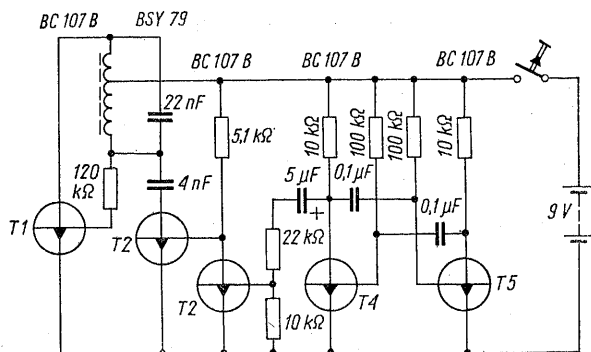 BC 107 B BSY 79
BC 107 B BC 107 B BC 107 B
22 nF
5,1 kΩ
10 kΩ
100 kΩ
100 kΩ
10 kΩ
120 kΩ
4 nF
5 µF
+
0,1 µF
0,1 µF
9 V
T1
T2
22 kΩ
T2
T4
T5
10 kΩ